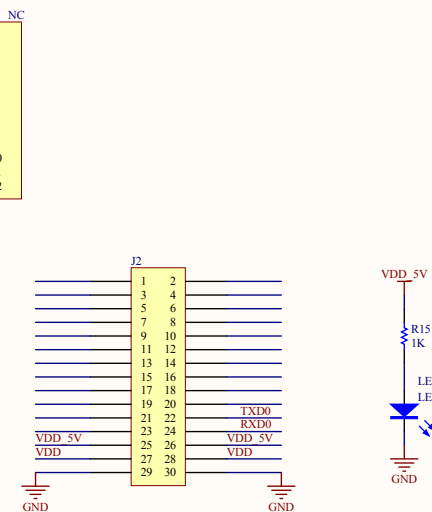 NC
J2
1 2
3 4
5 6
7 8
9 10
11 12
13 14
15 16
17 18
19 20
21 22 TXD0
23 24 RXD0
VDD_5V 25 26 VDD_5V
VDD 27 28 VDD
29 30
GND GND
VDD_5V
R15
1K
LE
LE
GND